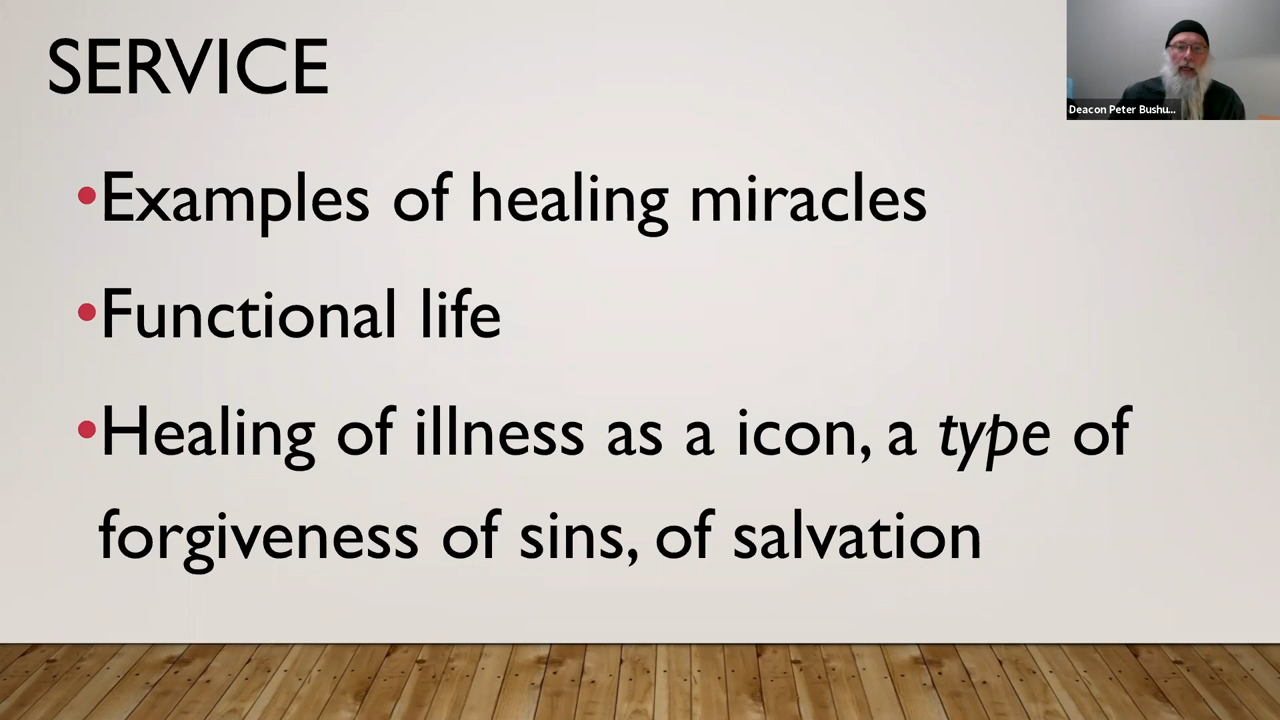 SERVICE
Deacon Peter Bushu...
•Examples of healing miracles
•Functional life
•Healing of illness as a icon, a type of
forgiveness of sins, of salvation